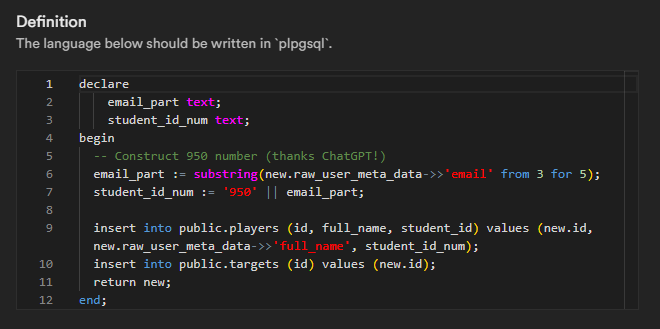 Definition
The language below should be written in `plpgsql`.
1 declare
2 email_part text;
3 student_id_num text;
4 begin
5 -- Construct 950 number (thanks ChatGPT!)
6 email_part := substring(new.raw_user_meta_data->>'email' from 3 for 5);
7 student_id_num := '950' || email_part;
8
9 insert into public.players (id, full_name, student_id) values (new.id,
new.raw_user_meta_data->>'full_name', student_id_num);
10 insert into public.targets (id) values (new.id);
11 return new;
12 end;